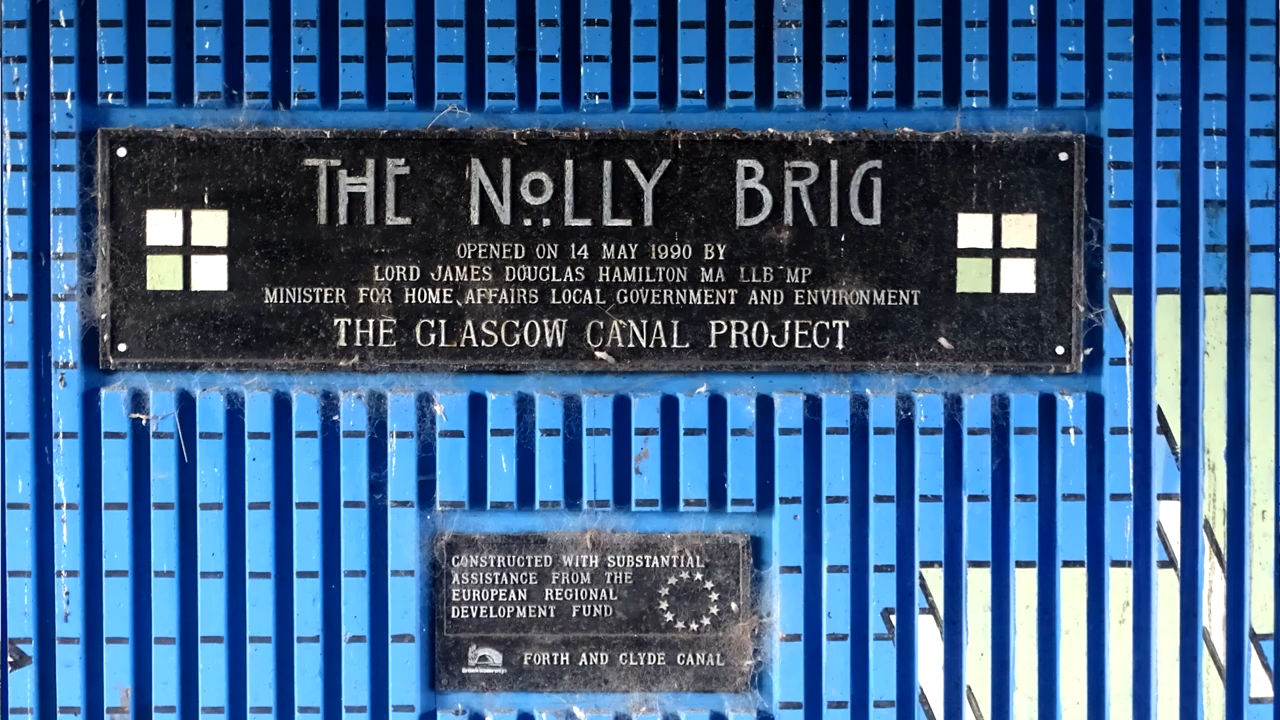 THE NoLLY BRIG
OPENED ON 14 MAY 1990 BY
LORD JAMES DOUGLAS HAMILTON MA LLB MP
MINISTER FOR HOME AFFAIRS LOCAL GOVERNMENT AND ENVIRONMENT
THE GLASGOW CANAL PROJECT
CONSTRUCTED WITH SUBSTANTIAL
ASSISTANCE FROM THE
EUROPEAN REGIONAL
DEVELOPMENT FUND
FORTH AND CLYDE CANAL